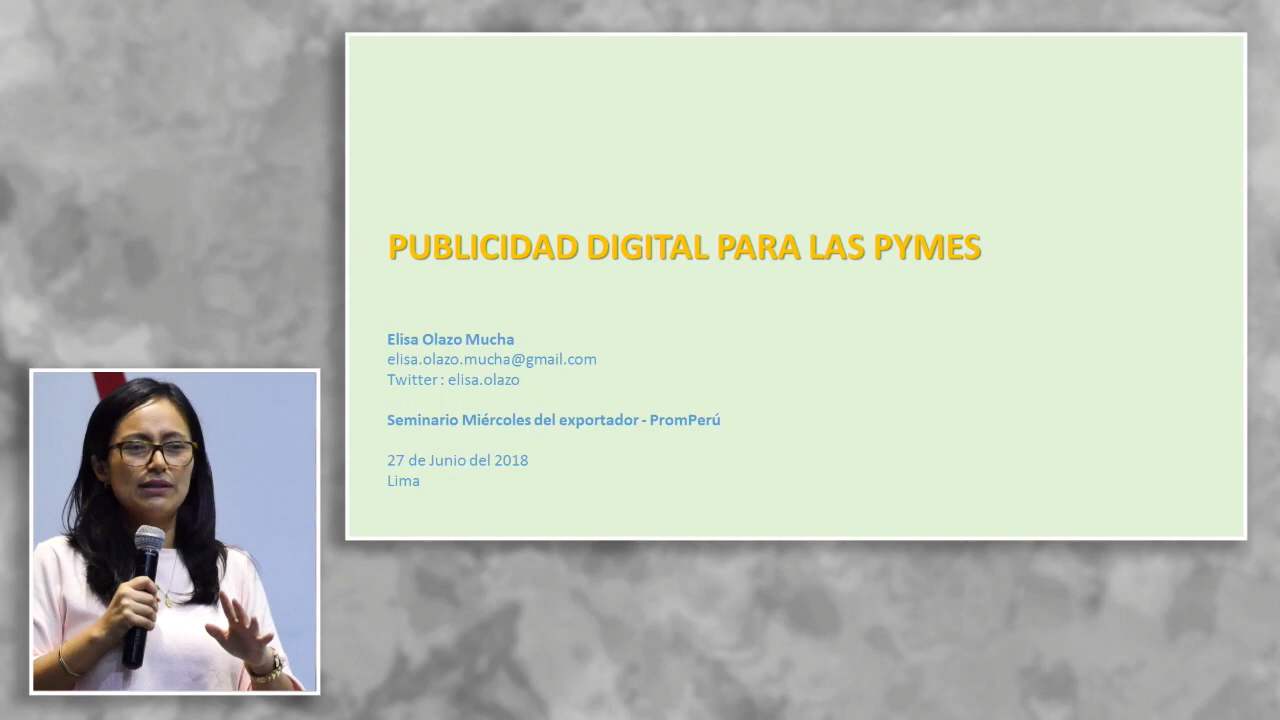 PUBLICIDAD DIGITAL PARA LAS PYMES
Elisa Olazo Mucha
elisa.olazo.mucha@gmail.com
Twitter : elisa.olazo
Seminario Miércoles del exportador - PromPerú
27 de Junio del 2018
Lima